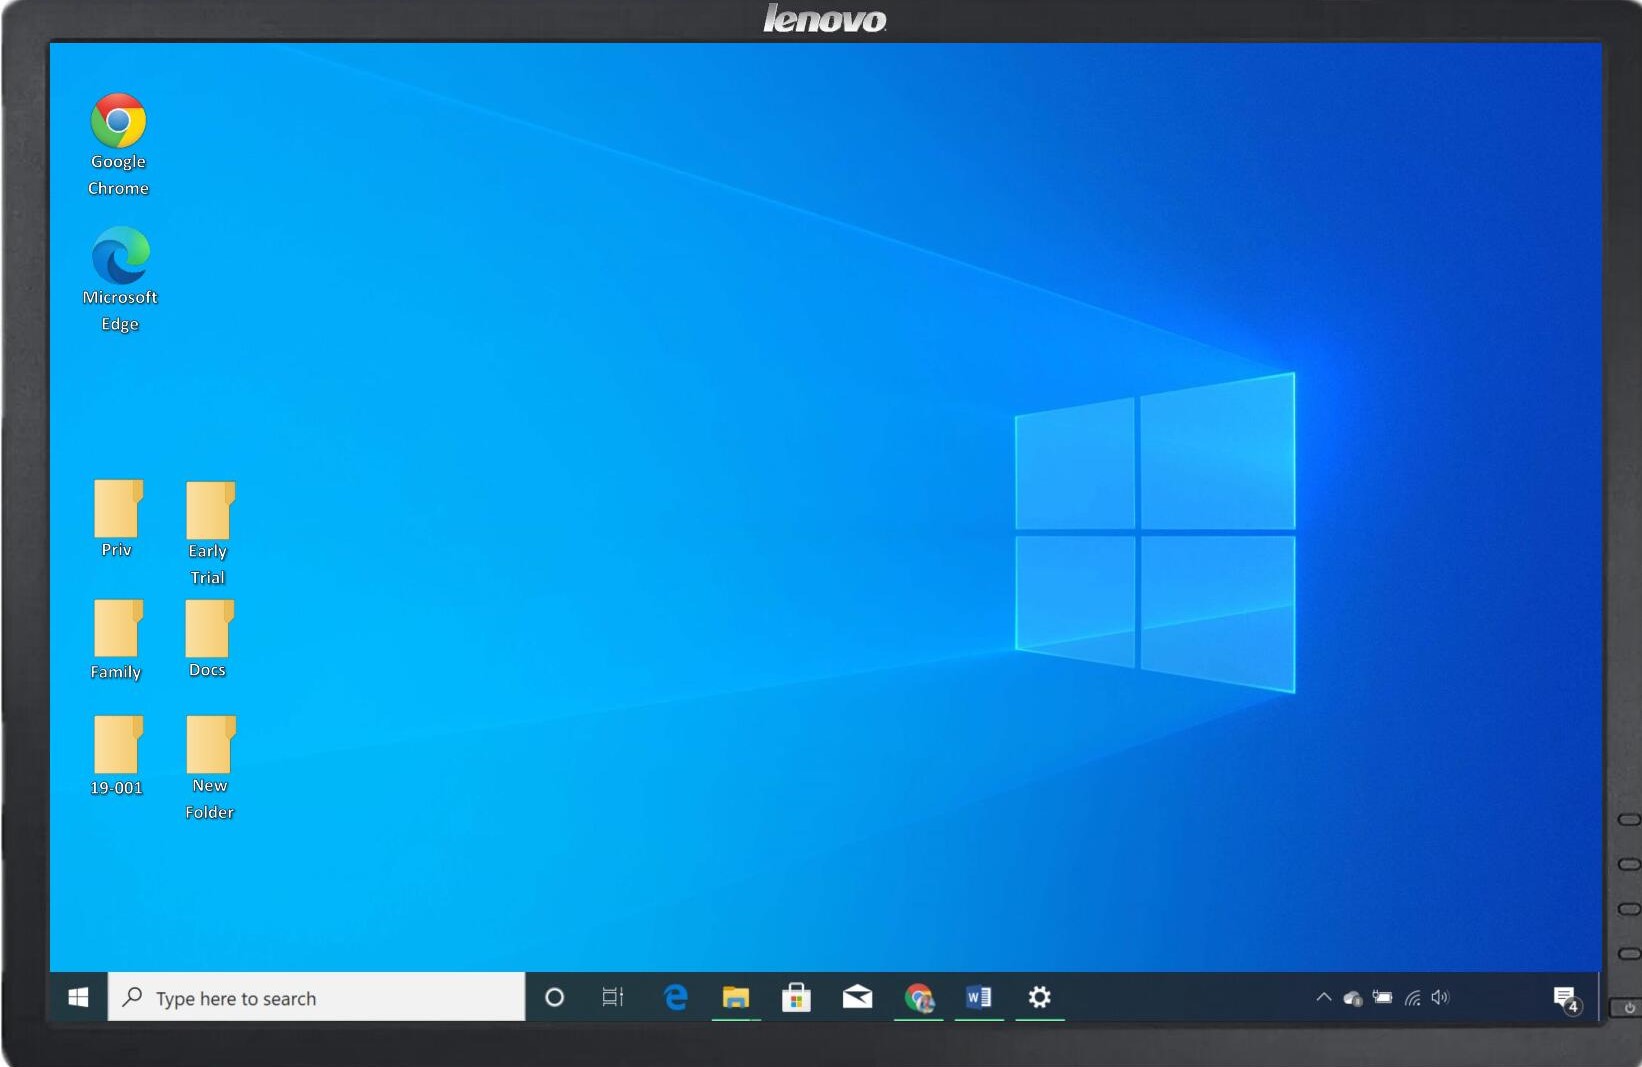 lenovo
Google
Chrome
Microsoft
Edge
Priv
Early
Trial
Family
Docs
19-001
New
Folder
Type here to search
W
4